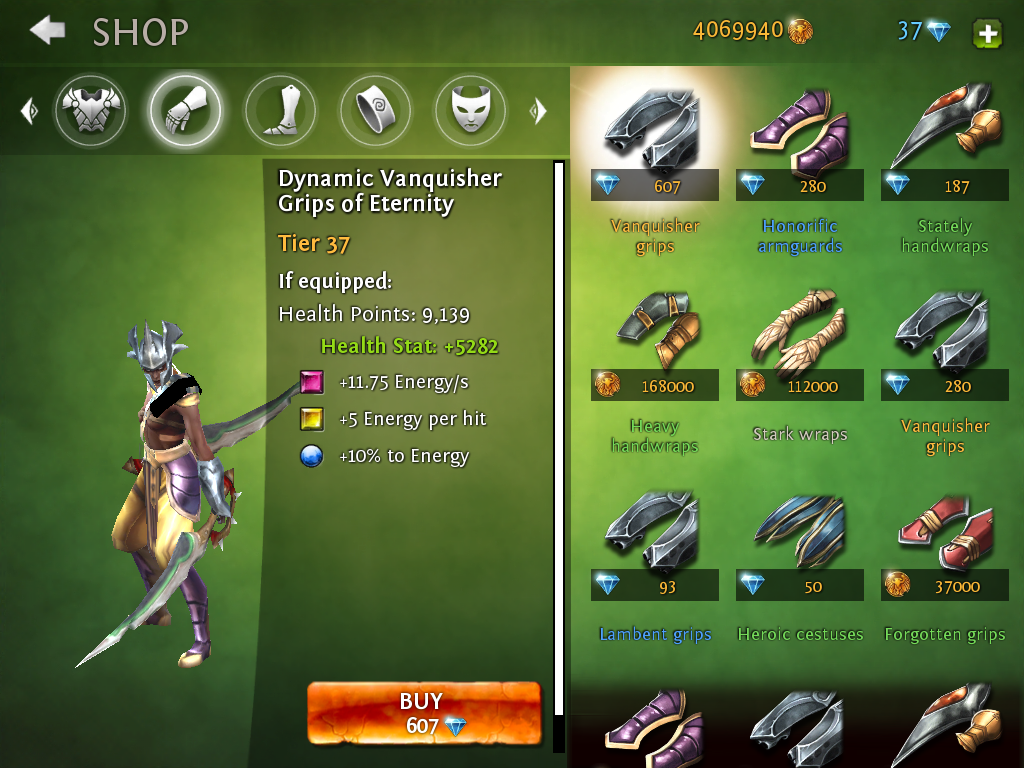 SHOP
4069940
37
Dynamic Vanquisher
Grips of Eternity
Tier 37
If equipped:
Health Points: 9,139
Health Stat: +5282
+11.75 Energy/s
+5 Energy per hit
+10% to Energy
BUY
607
607
280
187
Vanquisher
grips
Honorific
armguards
Stately
handwraps
168000
112000
280
Heavy
handwraps
Stark wraps
Vanquisher
grips
93
50
37000
Lambent grips
Heroic cestuses
Forgotten grips